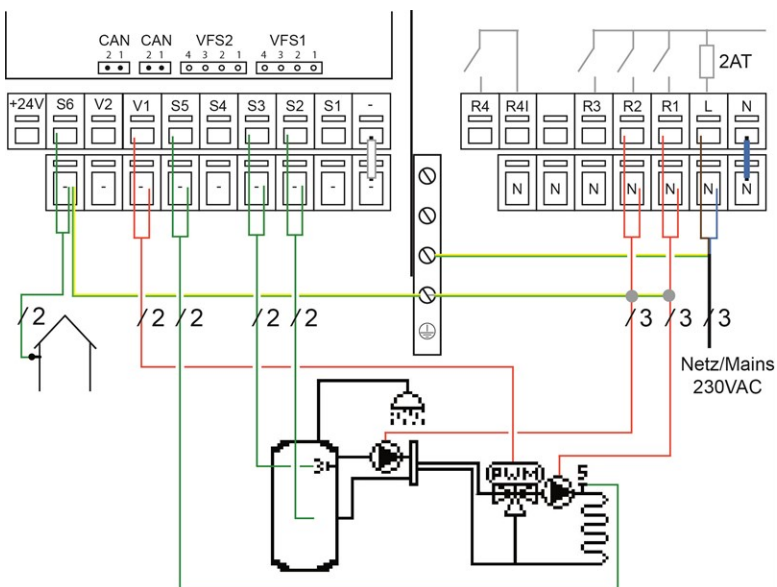 CAN CAN VFS2 VFS1
2 1 2 1 4 3 2 1 4 3 2 1
2AT
+24V S6 V2 V1 S5 S4 S3 S2 S1 -
R4 R4I R3 R2 R1 L N
- - - - - - - - -
N N N N N N N
/2 /2 /2 /2 /2
/3 /3 /3
Netz/Mains
230VAC
3
(PWM)
5